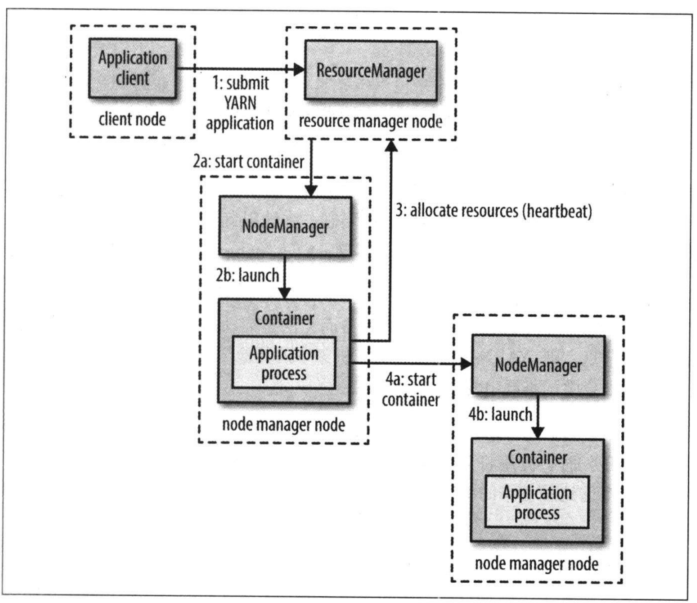 Application
client
client node
1: submit
YARN
application
ResourceManager
resource manager node
2a: start container
NodeManager
2b: launch
Container
Application
process
node manager node
3: allocate resources (heartbeat)
4a: start
container
NodeManager
4b: launch
Container
Application
process
node manager node